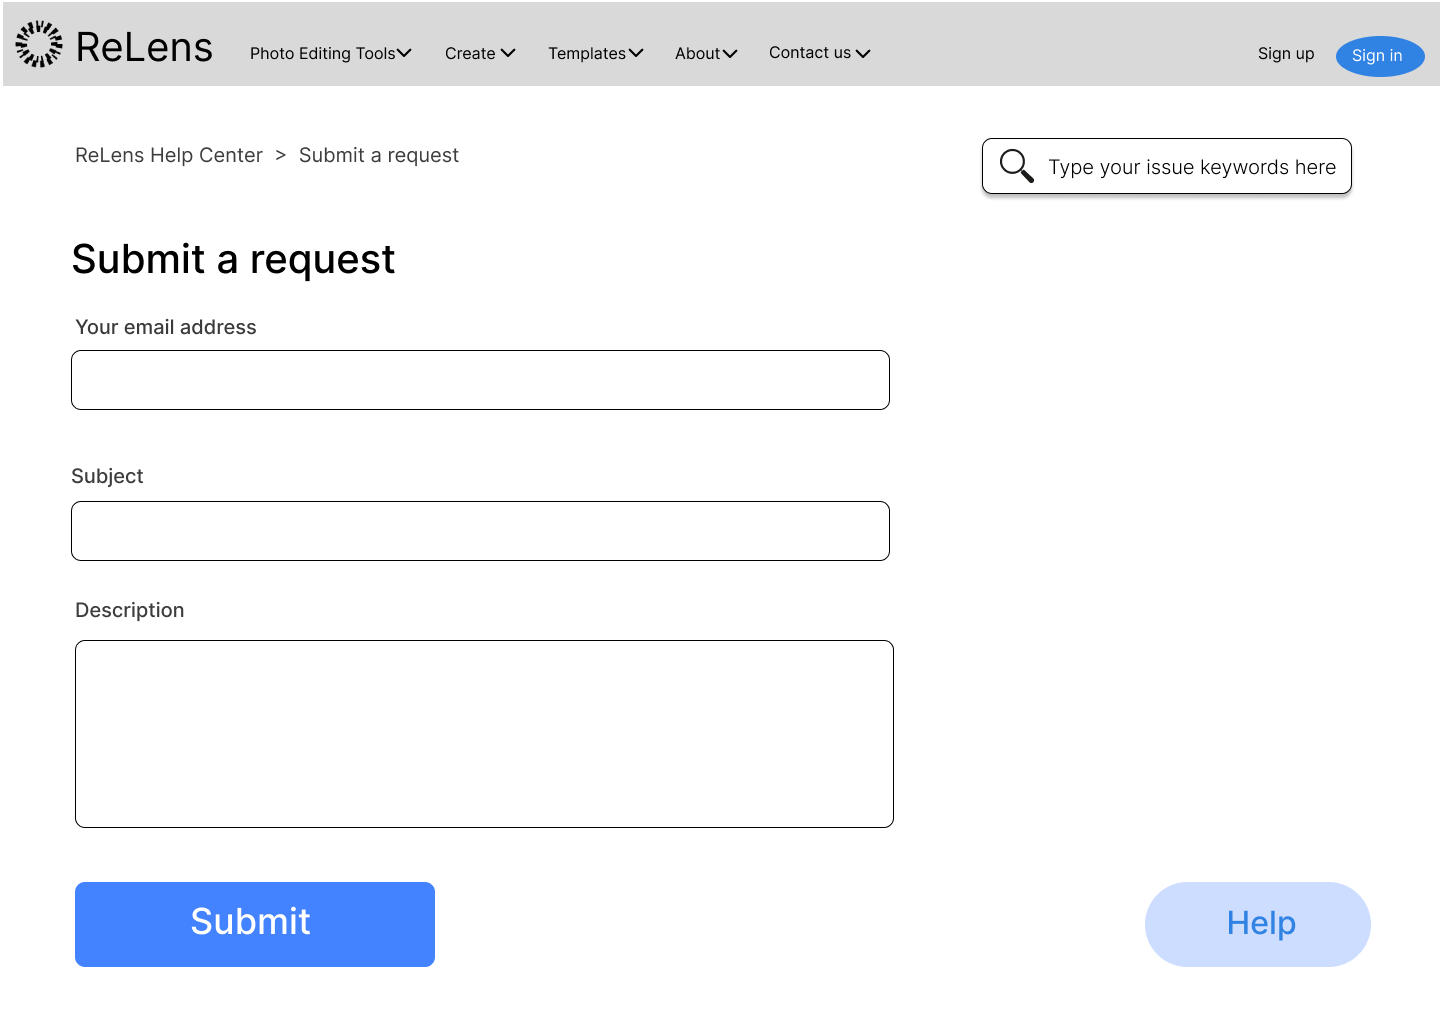 ReLens
Photo Editing Tools
Create
Templates
About
Contact us
Sign up
Sign in
ReLens Help Center > Submit a request
Type your issue keywords here
Submit a request
Your email address
Subject
Description
Submit
Help